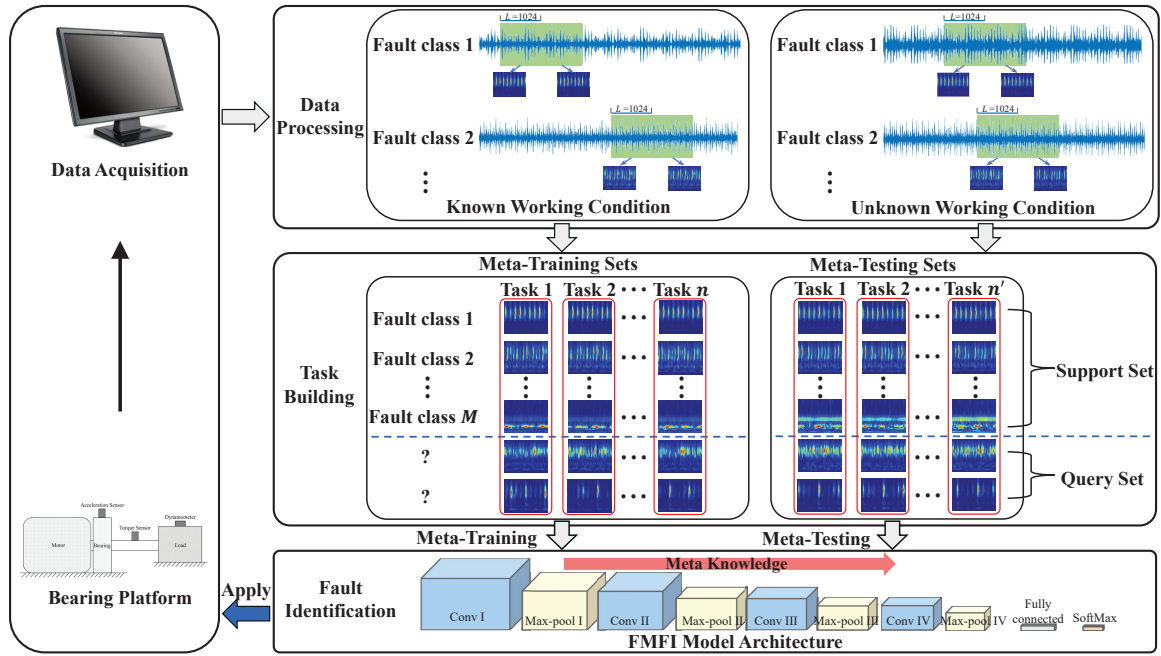 Data Acquisition
Acceleration Sensor
Dynamometer
Torque Sensor
Motor
Bearing
Load
Bearing Platform
Data
Processing
L=1024
Fault class 1
L=1024
Fault class 2
⋮
Known Working Condition
L=1024
Fault class 1
L=1024
Fault class 2
⋮
Unknown Working Condition
Task
Building
Meta-Training Sets
Task 1 Task 2 ··· Task n
Fault class 1
Fault class 2
⋮
Fault class M
?
?
Meta-Testing Sets
Task 1 Task 2 ··· Task n′
Support Set
Query Set
Meta-Training
Meta-Testing
Apply
Fault
Identification
Meta Knowledge
Conv I
Max-pool I
Conv II
Max-pool II
Conv III
Max-pool III
Conv IV
Max-pool IV
Fully
connected
SoftMax
FMFI Model Architecture